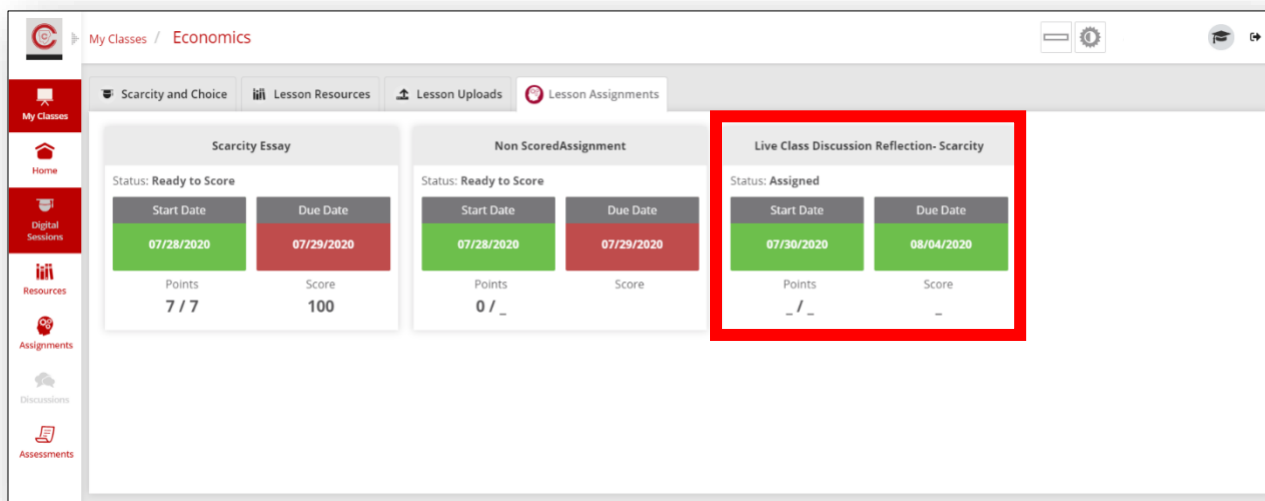 My Classes / Economics
My Classes
Home
Digital
Sessions
Resources
Assignments
Discussions
Assessments
Scarcity and Choice
Lesson Resources
Lesson Uploads
Lesson Assignments
Scarcity Essay
Status: Ready to Score
Start Date
Due Date
07/28/2020
07/29/2020
Points
Score
7 / 7
100
Non ScoredAssignment
Status: Ready to Score
Start Date
Due Date
07/28/2020
07/29/2020
Points
Score
0 / _
Live Class Discussion Reflection- Scarcity
Status: Assigned
Start Date
Due Date
07/30/2020
08/04/2020
Points
Score
_ / _
_